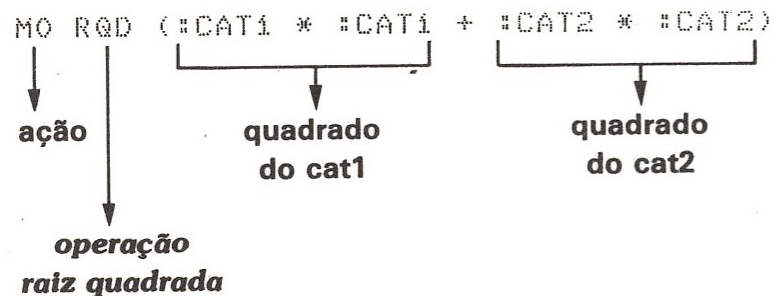 MO RQD (:CAT1 * :CAT1 + :CAT2 * :CAT2)
ação
quadrado
do cat1
quadrado
do cat2
operação
raiz quadrada